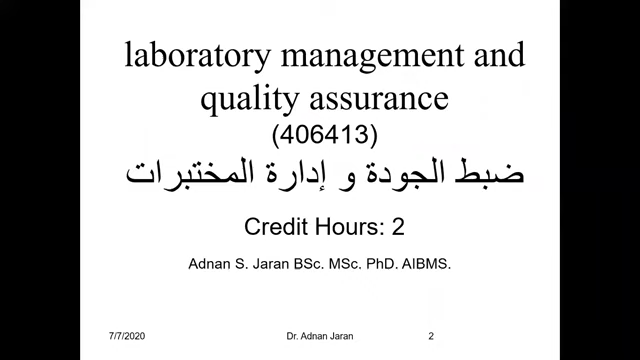 laboratory management and
quality assurance
(406413)
ضبط الجودة و إدارة المختبرات
Credit Hours: 2
Adnan S. Jaran BSc. MSc. PhD. AIBMS.
7/7/2020 Dr. Adnan Jaran 2